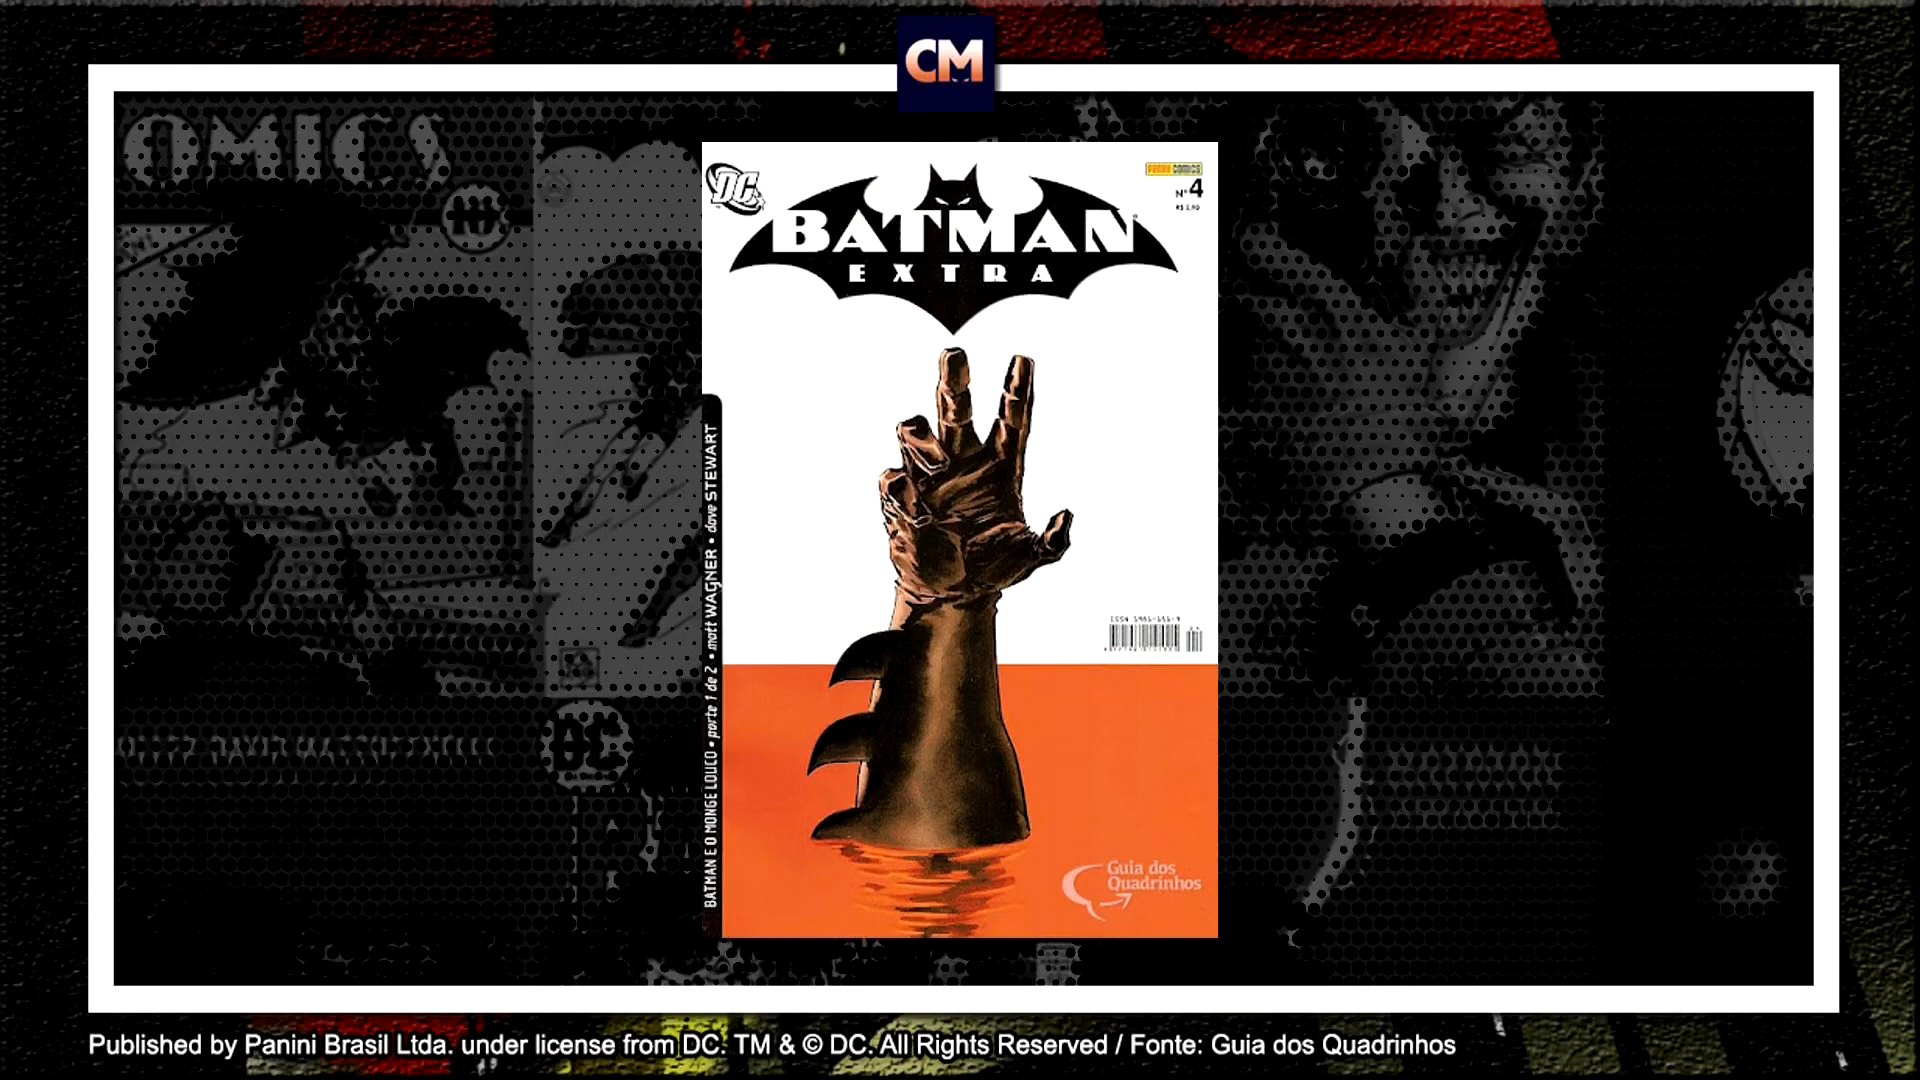 CM
OMICS
DC
PANINI COMICS
Nº4
BATMAN
EXTRA
BATMAN E O MONGE LOUCO • parte 1 de 2 • matt WAGNER • dave STEWART
Guia dos
Quadrinhos
DC
Published by Panini Brasil Ltda. under license from DC. TM & © DC. All Rights Reserved / Fonte: Guia dos Quadrinhos